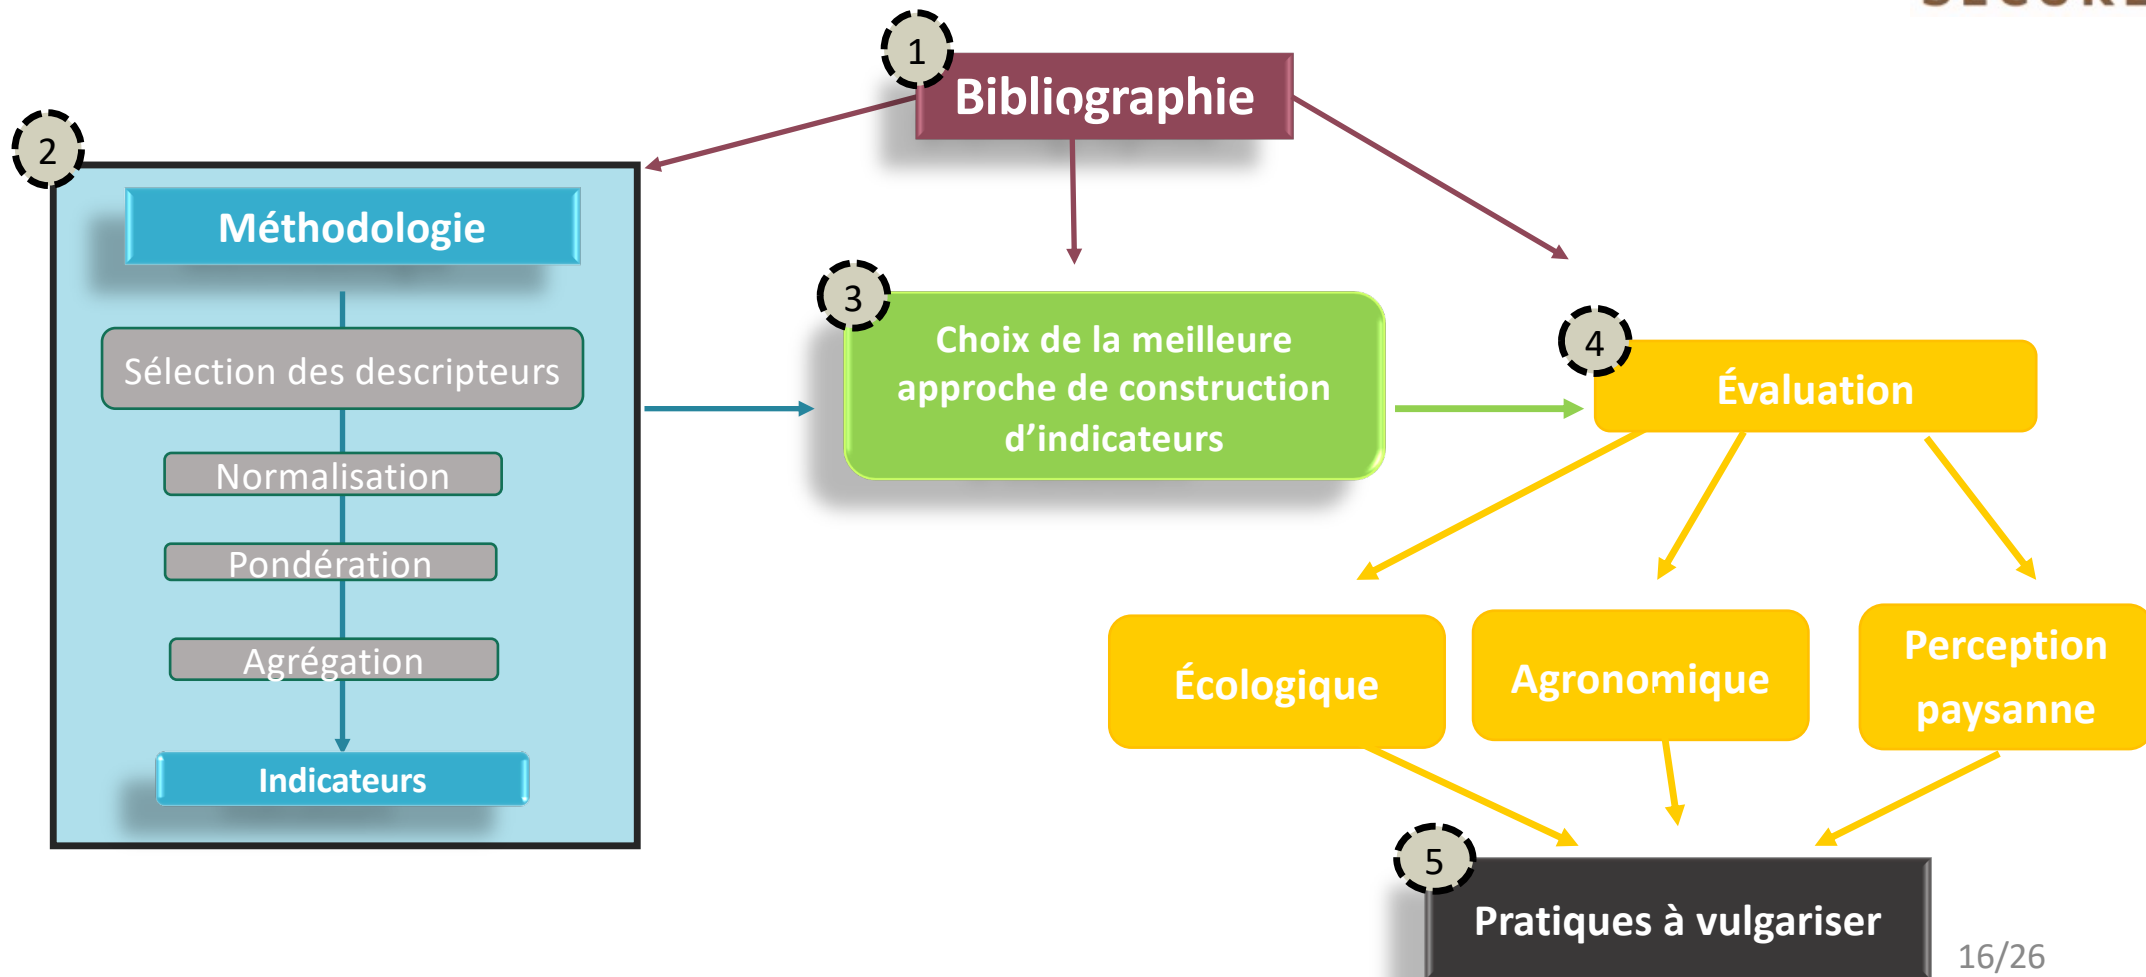 SECURE
1
Bibliographie
2
Méthodologie
Sélection des descripteurs
Normalisation
Pondération
Agrégation
Indicateurs
3
Choix de la meilleure
approche de construction
d’indicateurs
4
Évaluation
Écologique
Agronomique
Perception
paysanne
5
Pratiques à vulgariser
16/26